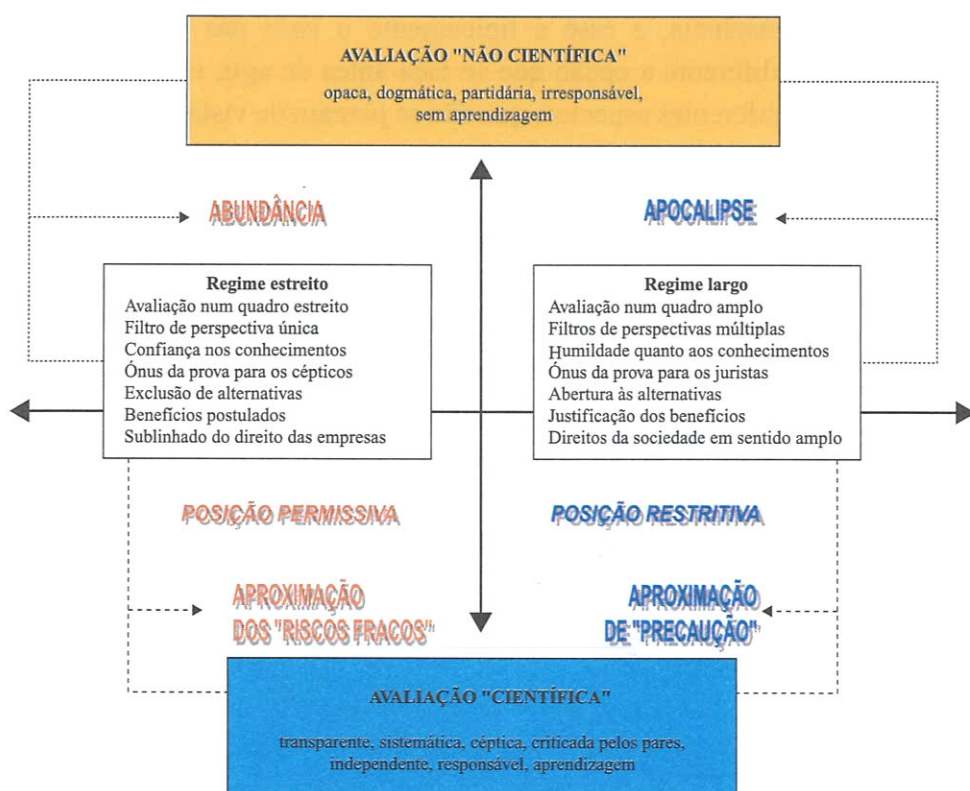 AVALIAÇÃO "NÃO CIENTÍFICA"
opaca, dogmática, partidária, irresponsável,
sem aprendizagem
ABUNDÂNCIA
APOCALIPSE
Regime estreito
Avaliação num quadro estreito
Filtro de perspectiva única
Confiança nos conhecimentos
Ónus da prova para os cépticos
Exclusão de alternativas
Benefícios postulados
Sublinhado do direito das empresas
Regime largo
Avaliação num quadro amplo
Filtros de perspectivas múltiplas
Humildade quanto aos conhecimentos
Ónus da prova para os juristas
Abertura às alternativas
Justificação dos benefícios
Direitos da sociedade em sentido amplo
POSIÇÃO PERMISSIVA
POSIÇÃO RESTRITIVA
APROXIMAÇÃO
DOS "RISCOS FRACOS"
APROXIMAÇÃO
DE "PRECAUÇÃO"
AVALIAÇÃO "CIENTÍFICA"
transparente, sistemática, céptica, criticada pelos pares,
independente, responsável, aprendizagem